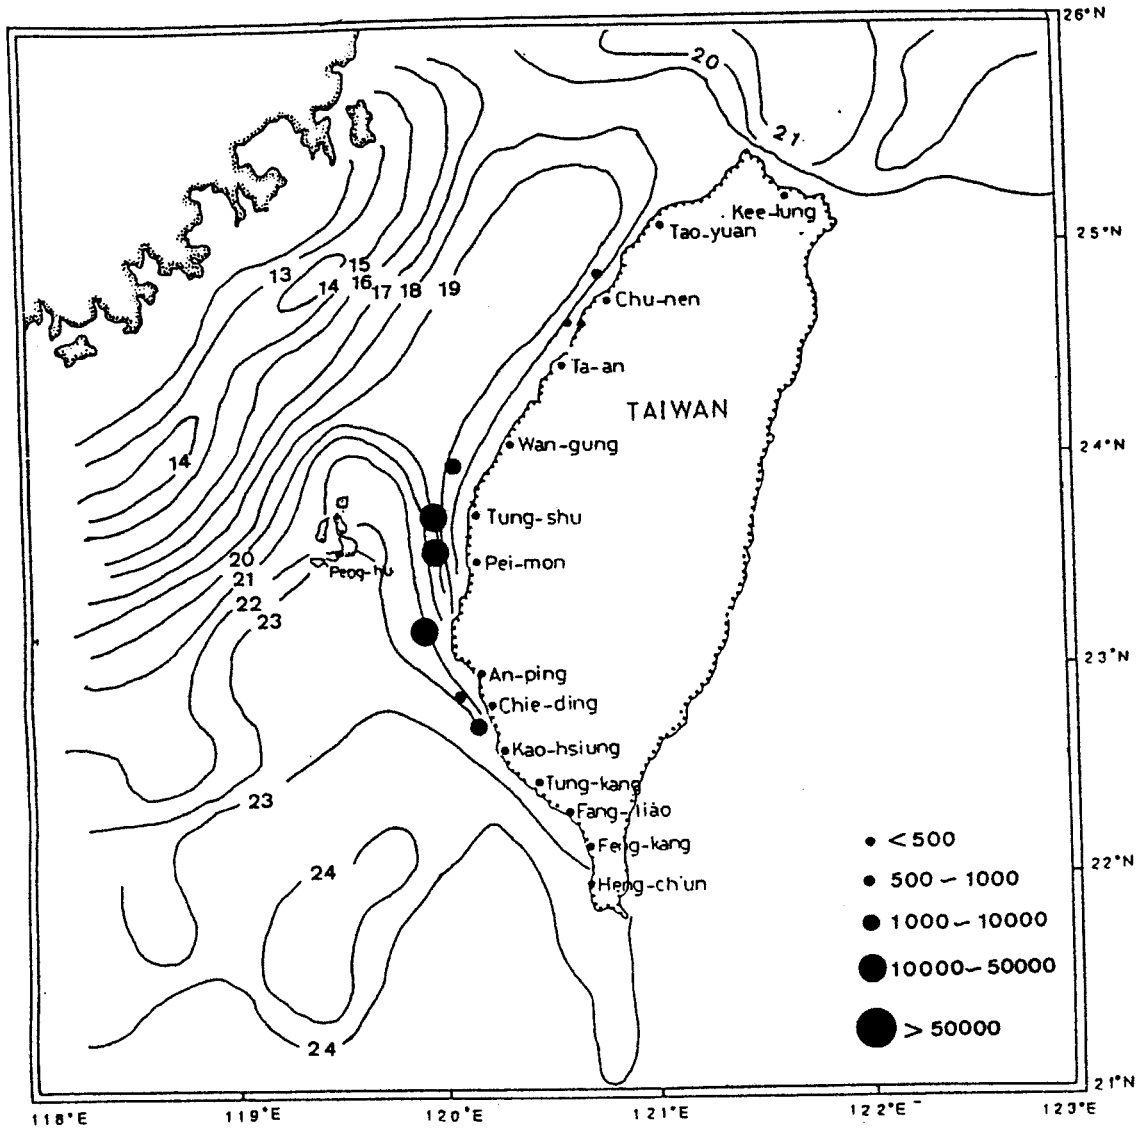 26°N
20
21
Kee-lung
Tao-yuan
25°N
13
15
14
16
17
18
19
Chu-nen
Ta-an
TAIWAN
Wan-gung
24°N
14
Tung-shu
20
Pei-mon
Peog-hu
21
22
23
23°N
An-ping
Chie-ding
Kao-hsiung
Tung-kang
23
Fang-liao
< 500
Feng-kang
22°N
24
500 – 1000
Heng-ch'un
1000 – 10000
10000 – 50000
> 50000
24
21°N
118°E
119°E
120°E
121°E
122°E
123°E